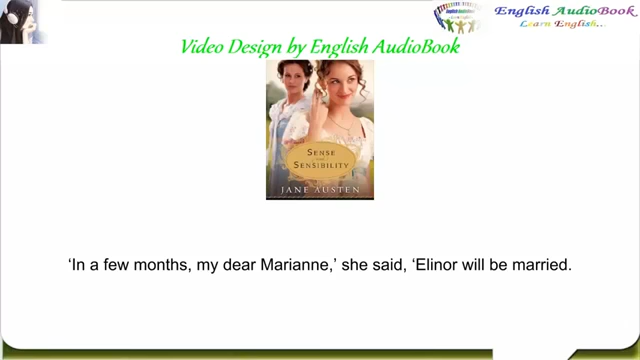 English AudioBook
Learn English...
Video Design by English AudioBook
SENSE
and
SENSIBILITY
JANE AUSTEN
‘In a few months, my dear Marianne,’ she said, ‘Elinor will be married.